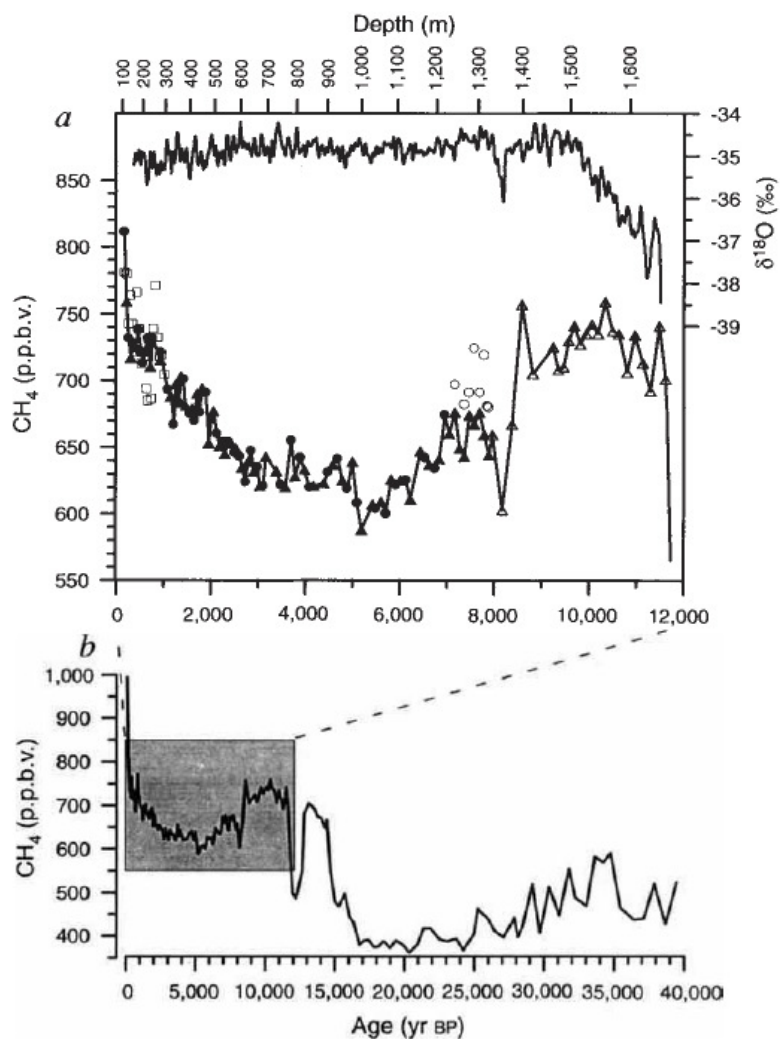 Depth (m)
100 200 300 400 500 600 700 800 900 1,000 1,100 1,200 1,300 1,400 1,500 1,600
a
CH₄ (p.p.b.v.)
850
800
750
700
650
600
550
-34
-35
-36
-37
-38
-39
δ¹⁸O (‰)
0 2,000 4,000 6,000 8,000 10,000 12,000
b
CH₄ (p.p.b.v.)
1,000
900
800
700
600
500
400
0 5,000 10,000 15,000 20,000 25,000 30,000 35,000 40,000
Age (yr BP)